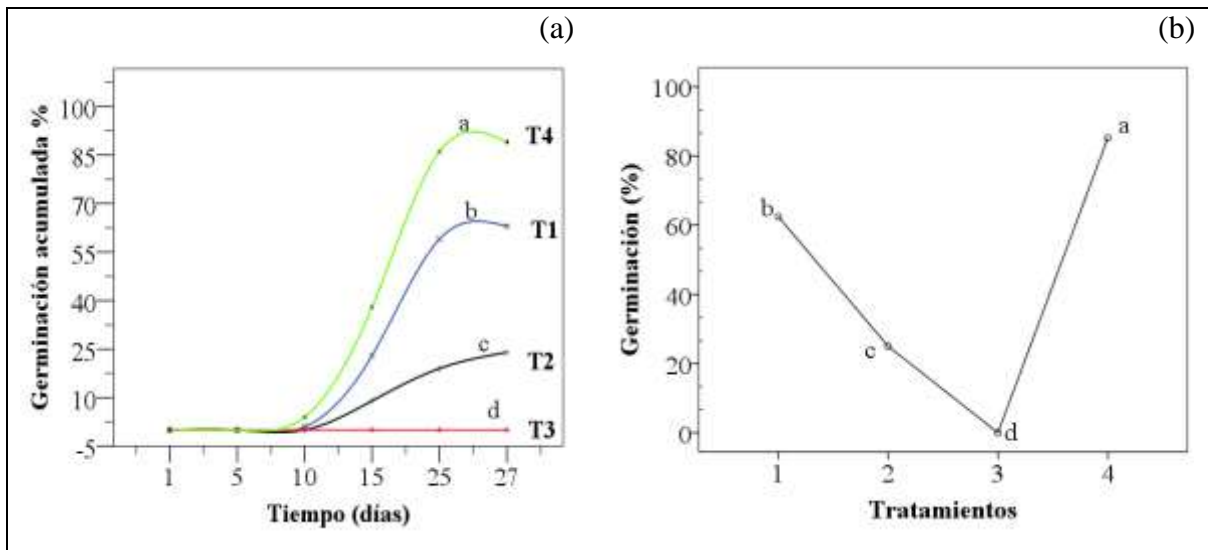 (a)
Germinación acumulada %
100
85
70
55
40
25
10
-5
a
T4
b
T1
c
T2
d
T3
1 5 10 15 25 27
Tiempo (días)
(b)
Germinación (%)
100
80
60
40
20
0
b
c
d
a
1 2 3 4
Tratamientos